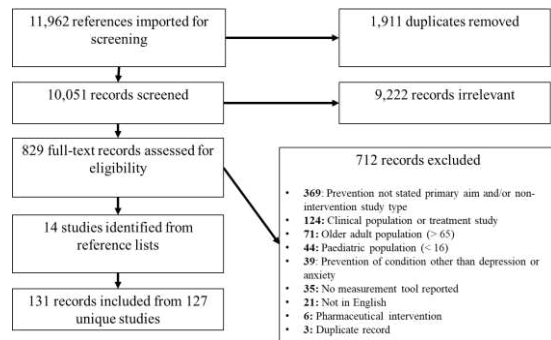 11,962 references imported for
screening
1,911 duplicates removed
10,051 records screened
9,222 records irrelevant
829 full-text records assessed for
eligibility
712 records excluded
• 369: Prevention not stated primary aim and/or non-
intervention study type
• 124: Clinical population or treatment study
• 71: Older adult population (> 65)
• 44: Paediatric population (< 16)
• 39: Prevention of condition other than depression or
anxiety
• 35: No measurement tool reported
• 21: Not in English
• 6: Pharmaceutical intervention
• 3: Duplicate record
14 studies identified from
reference lists
131 records included from 127
unique studies